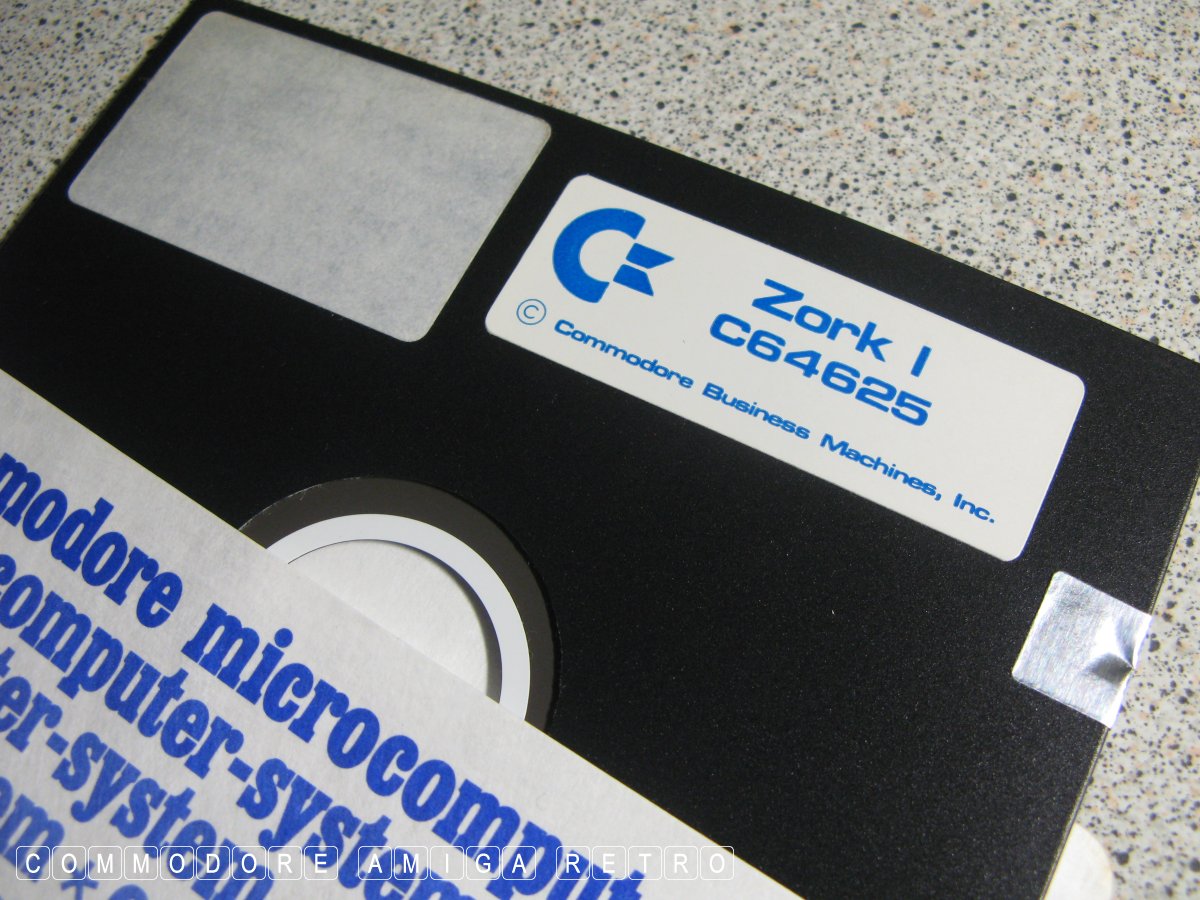 Zork I
C64625
© Commodore Business Machines, Inc.
modore microcomput
computer-system
ter-system
COMMODORE AMIGA RETRO